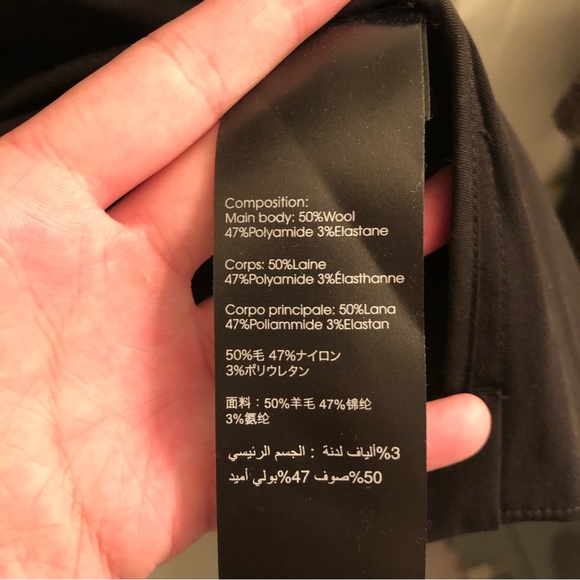 Composition:
Main body: 50%Wool
47%Polyamide 3%Elastane
Corps: 50%Laine
47%Polyamide 3%Élasthanne
Corpo principale: 50%Lana
47%Poliammide 3%Elastan
50%毛 47%ナイロン
3%ポリウレタン
面料：50%羊毛 47%锦纶
3%氨纶
3%ألياف لدنة : الجسم الرئيسي
50%صوف 47%بولي أميد